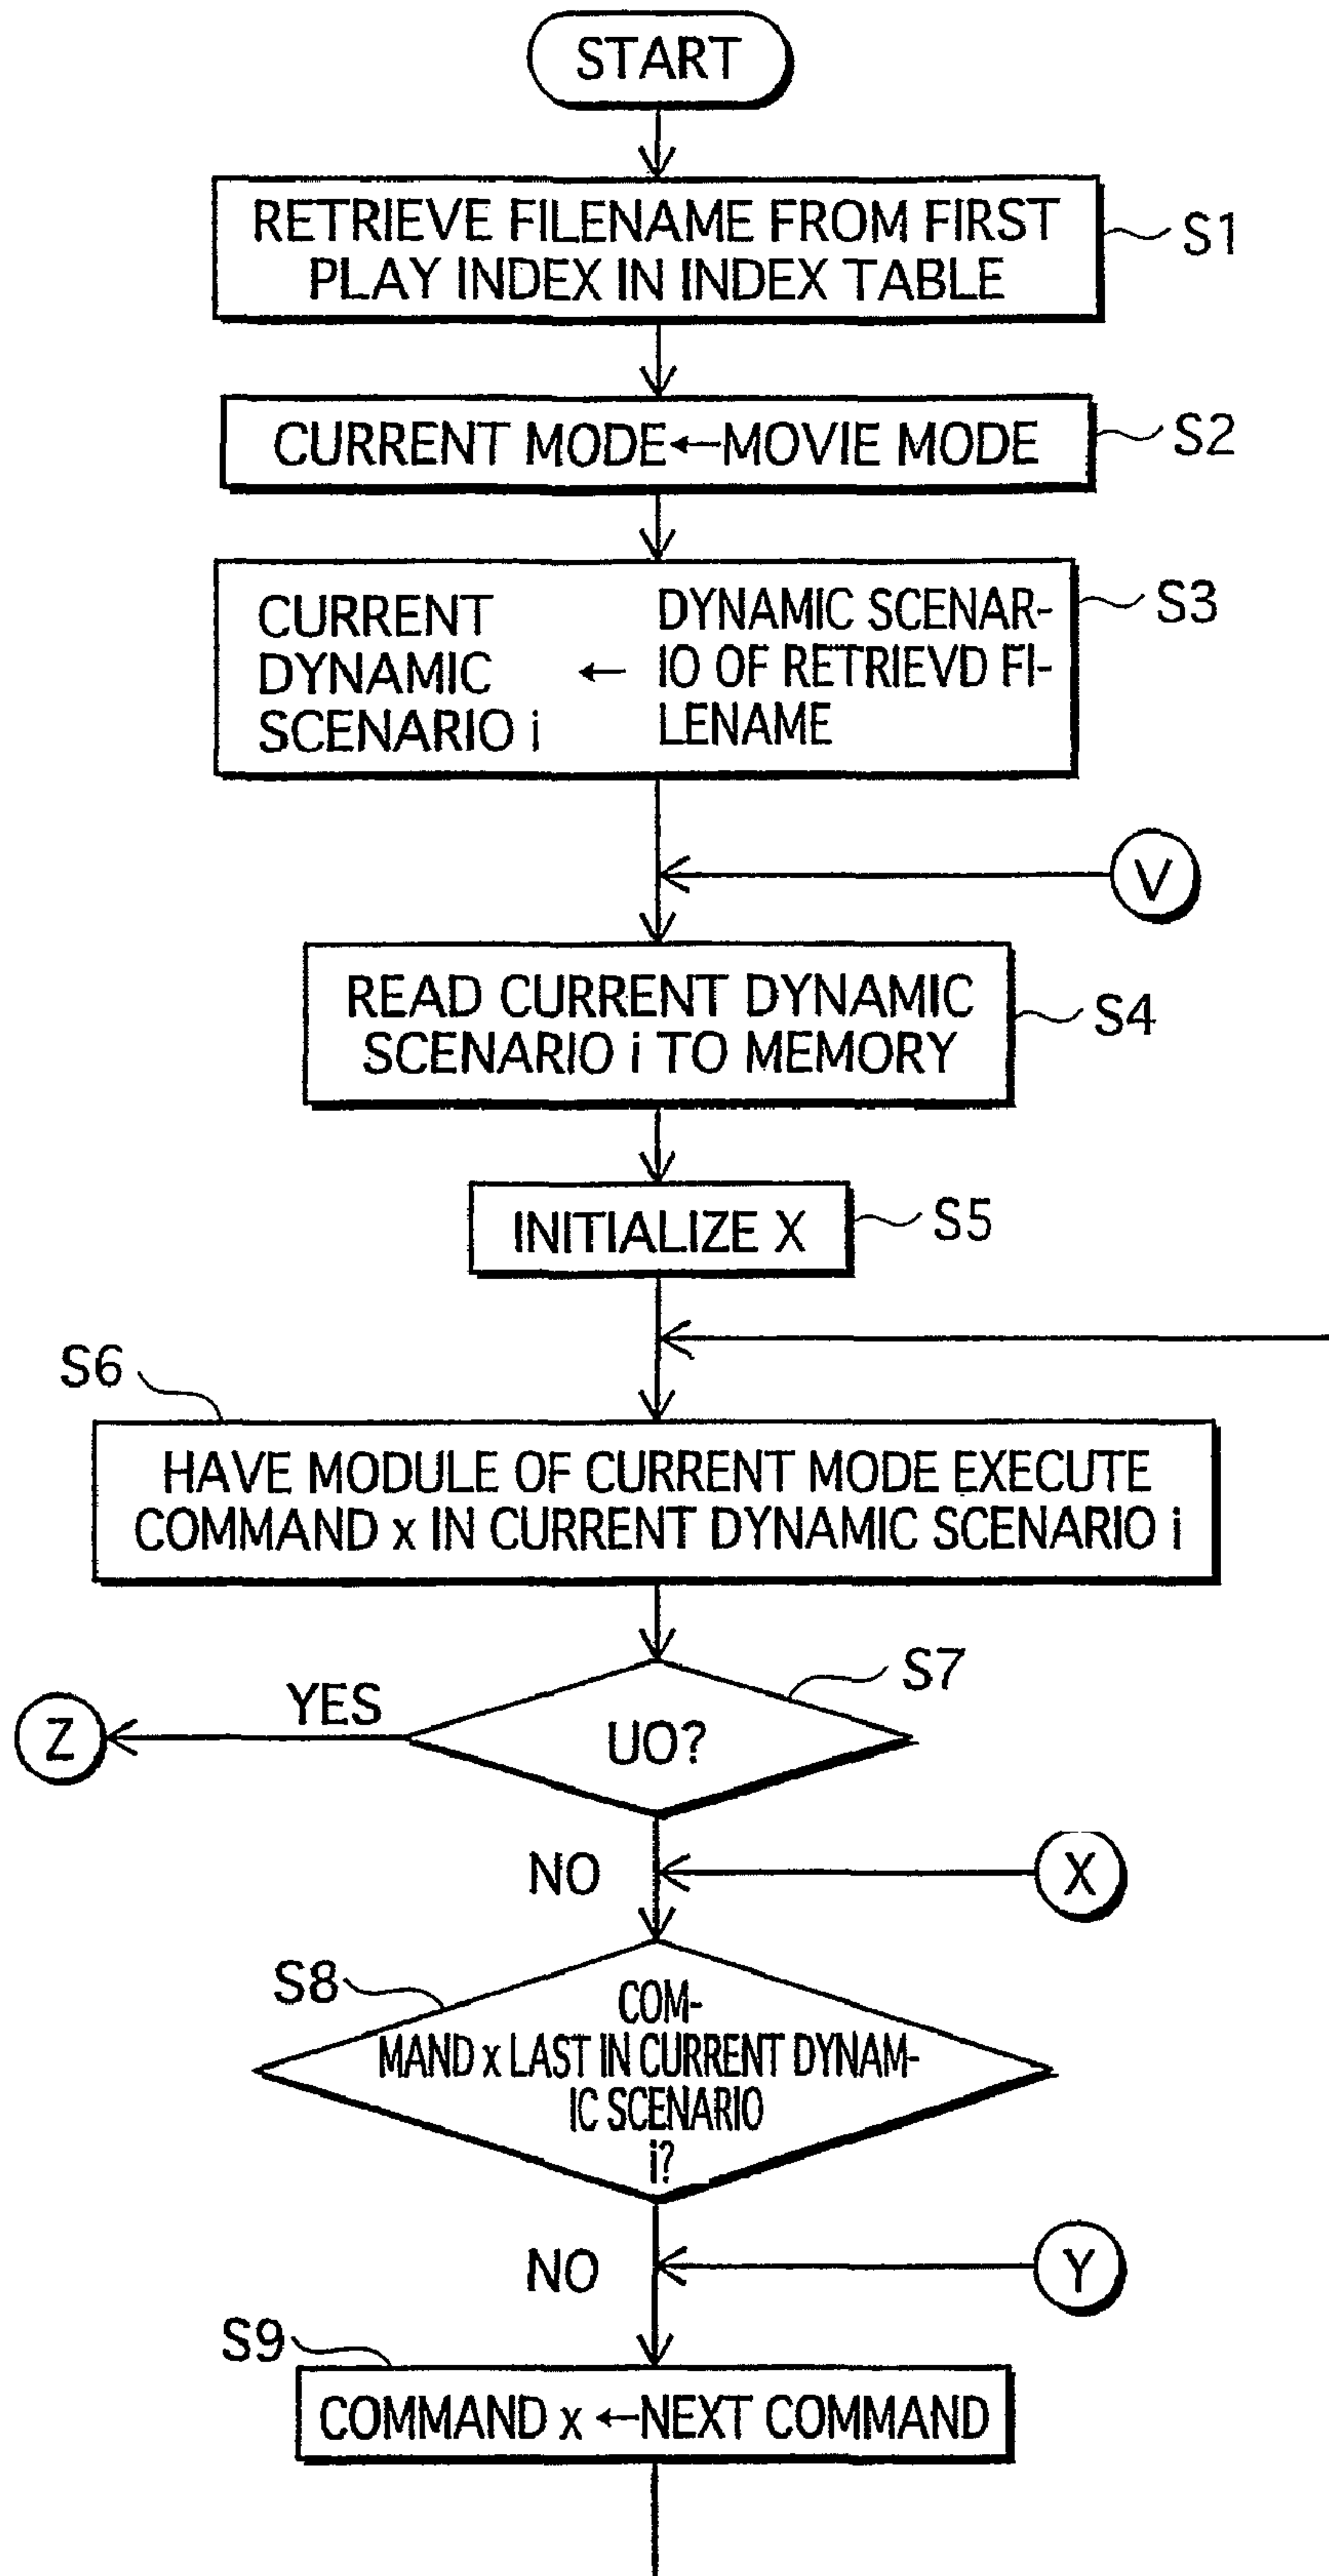 START
RETRIEVE FILENAME FROM FIRST
PLAY INDEX IN INDEX TABLE
S1
CURRENT MODE←MOVIE MODE
S2
CURRENT
DYNAMIC
SCENARIO i
←
DYNAMIC SCENAR-
IO OF RETRIEVD FI-
LENAME
S3
V
READ CURRENT DYNAMIC
SCENARIO i TO MEMORY
S4
INITIALIZE X
S5
S6
HAVE MODULE OF CURRENT MODE EXECUTE
COMMAND x IN CURRENT DYNAMIC SCENARIO i
S7
UO?
YES
Z
NO
X
S8
COM-
MAND x LAST IN CURRENT DYNAM-
IC SCENARIO
i?
NO
Y
S9
COMMAND x ←NEXT COMMAND